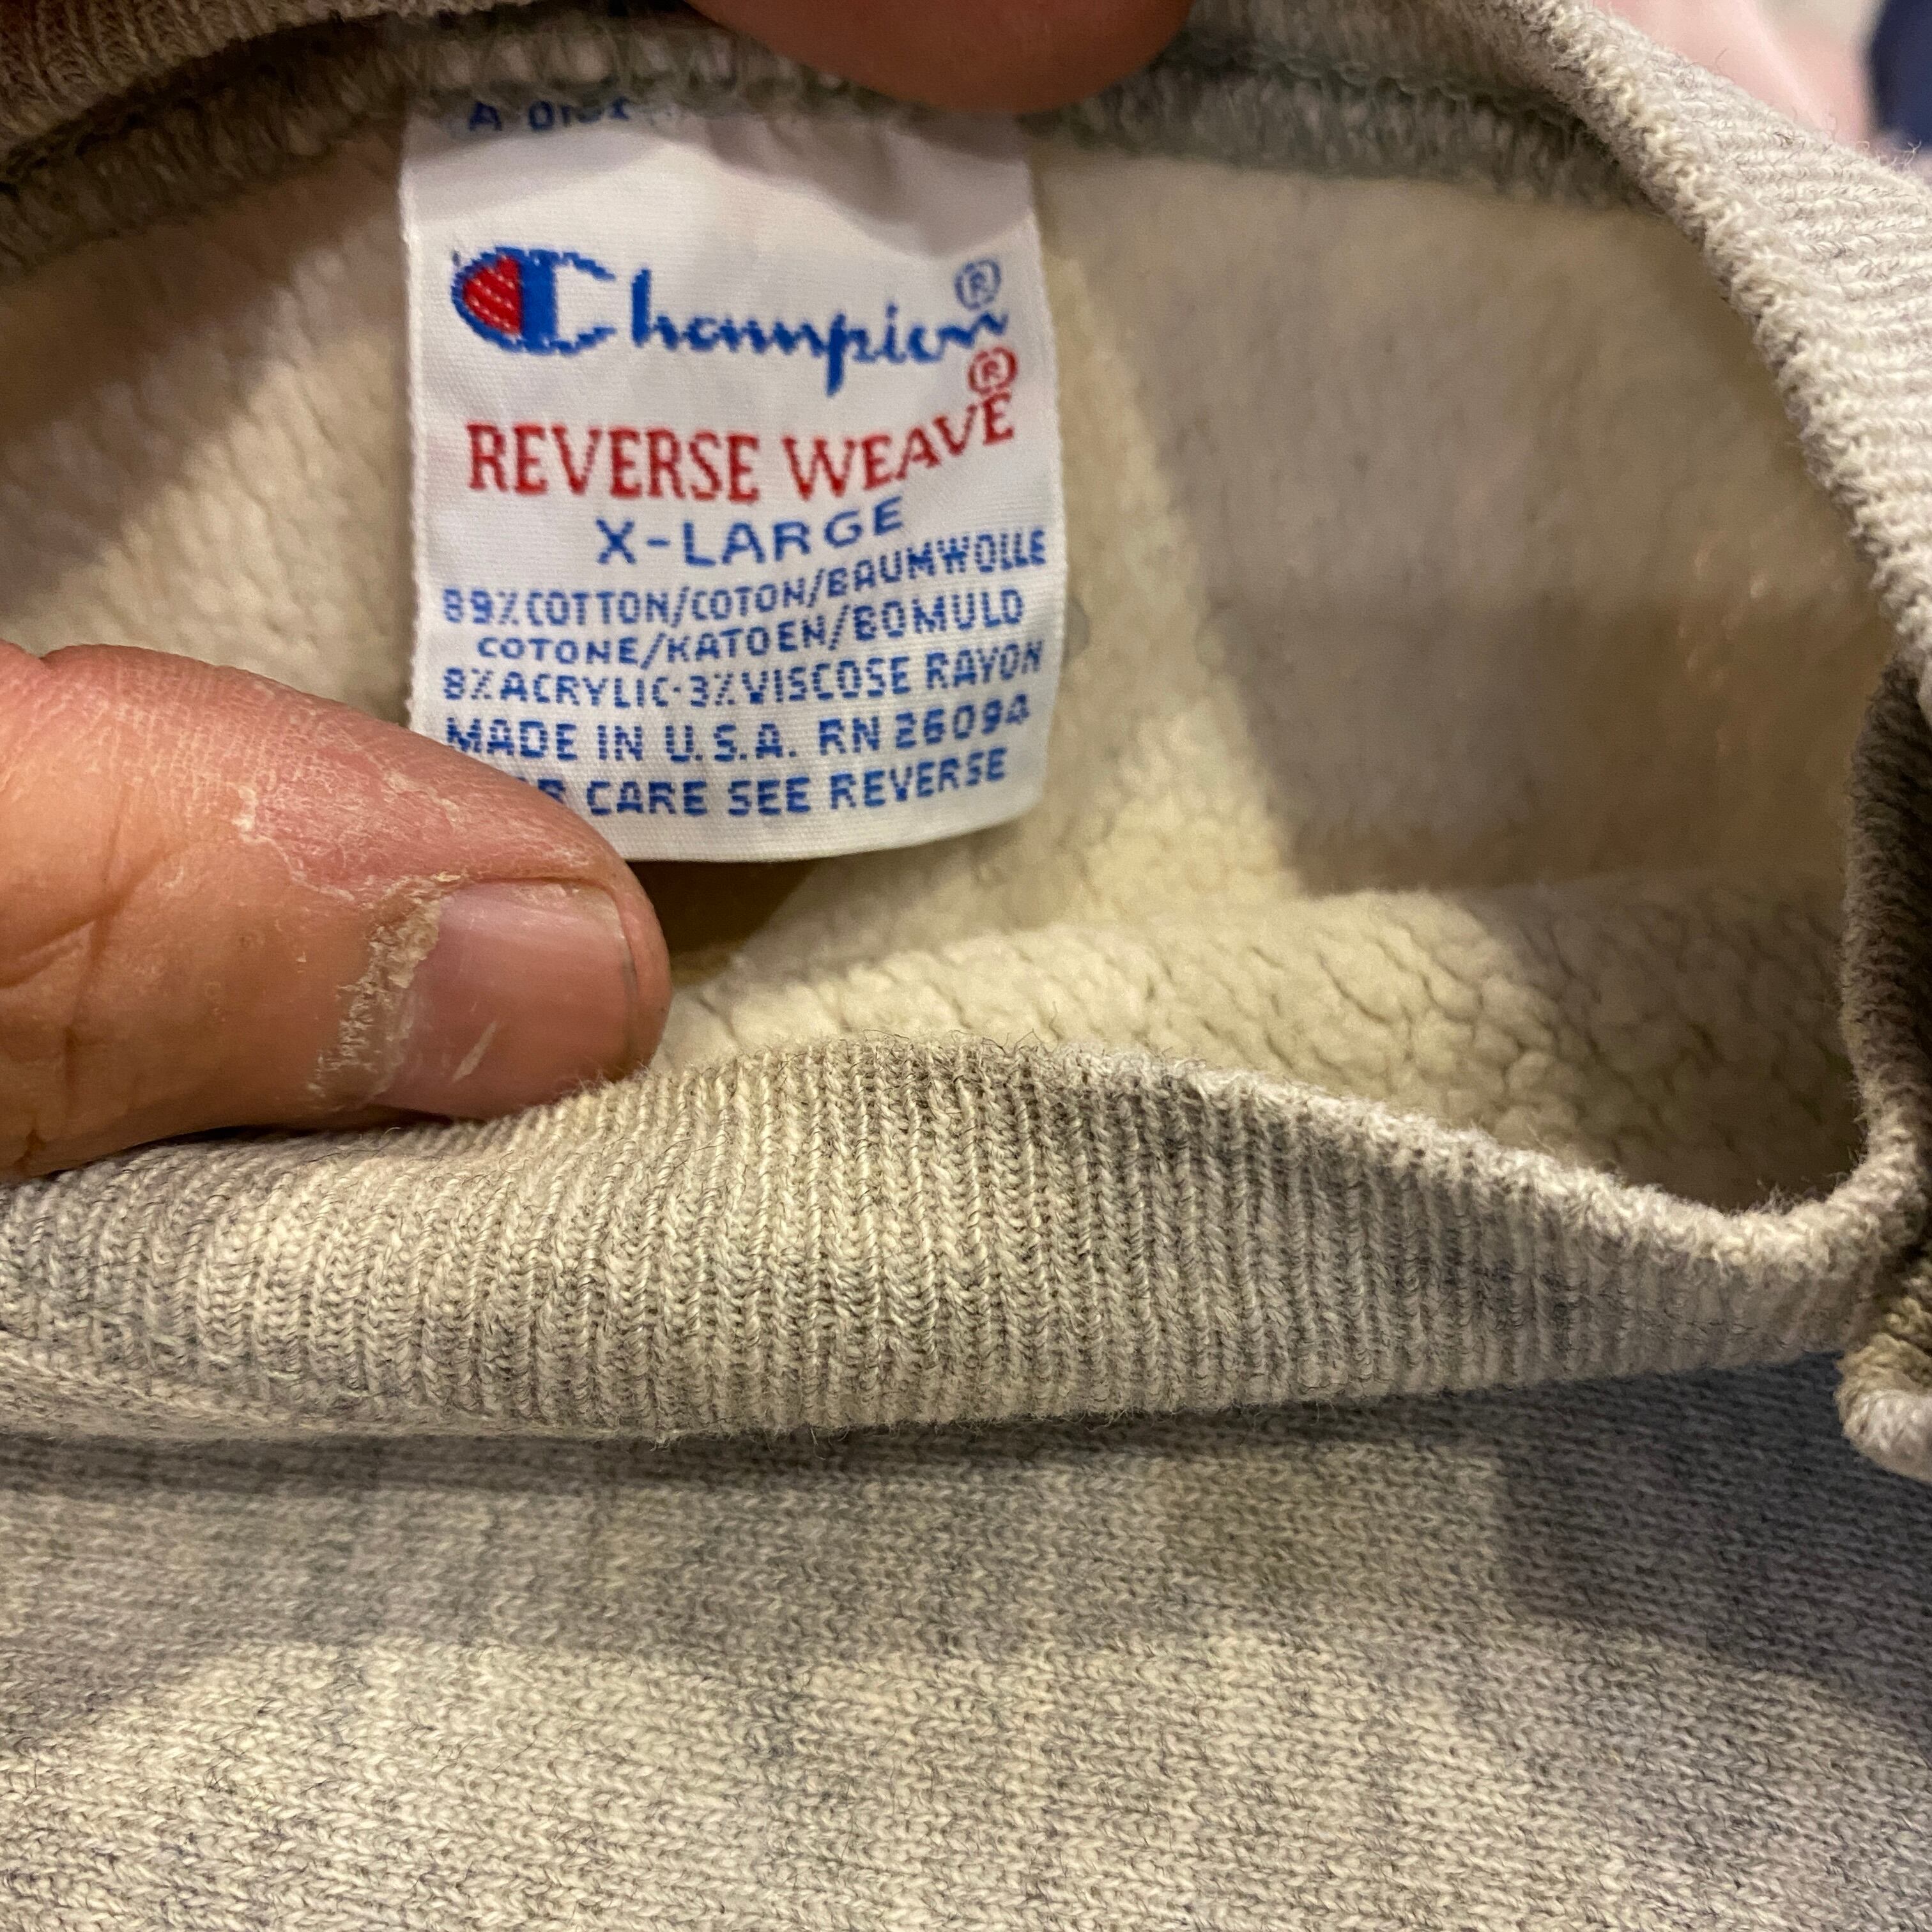 Champion®
REVERSE WEAVE®
X-LARGE
89% COTTON/COTON/BAUMWOLLE
COTONE/KATOEN/BOMULD
8% ACRYLIC·3% VISCOSE RAYON
MADE IN U.S.A. RN 26094
CARE SEE REVERSE